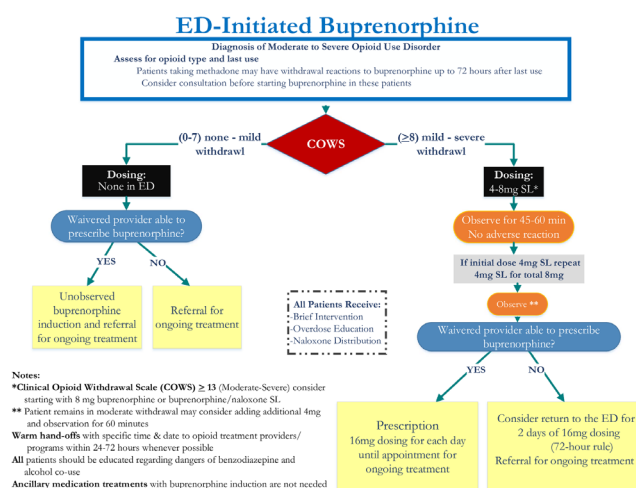 ED-Initiated Buprenorphine
Diagnosis of Moderate to Severe Opioid Use Disorder
Assess for opioid type and last use
Patients taking methadone may have withdrawal reactions to buprenorphine up to 72 hours after last use
Consider consultation before starting buprenorphine in these patients
(0-7) none - mild
withdrawl
COWS
(≥8) mild - severe
withdrawl
Dosing:
None in ED
Dosing:
4-8mg SL*
Waivered provider able to
prescribe buprenorphine?
Observe for 45-60 min
No adverse reaction
YES
NO
If initial dose 4mg SL repeat
4mg SL for total 8mg
Unobserved
buprenorphine
induction and referral
for ongoing treatment
Referral for
ongoing treatment
All Patients Receive:
-Brief Intervention
-Overdose Education
-Naloxone Distribution
Observe **
Waivered provider able to prescribe
buprenorphine?
YES
NO
Notes:
*Clinical Opioid Withdrawal Scale (COWS) ≥ 13 (Moderate-Severe) consider
starting with 8 mg buprenorphine or buprenorphine/naloxone SL
** Patient remains in moderate withdrawal may consider adding additional 4mg
and observation for 60 minutes
Warm hand-offs with specific time & date to opioid treatment providers/
programs within 24-72 hours whenever possible
All patients should be educated regarding dangers of benzodiazepine and
alcohol co-use
Ancillary medication treatments with buprenorphine induction are not needed
Prescription
16mg dosing for each day
until appointment for
ongoing treatment
Consider return to the ED for
2 days of 16mg dosing
(72-hour rule)
Referral for ongoing treatment